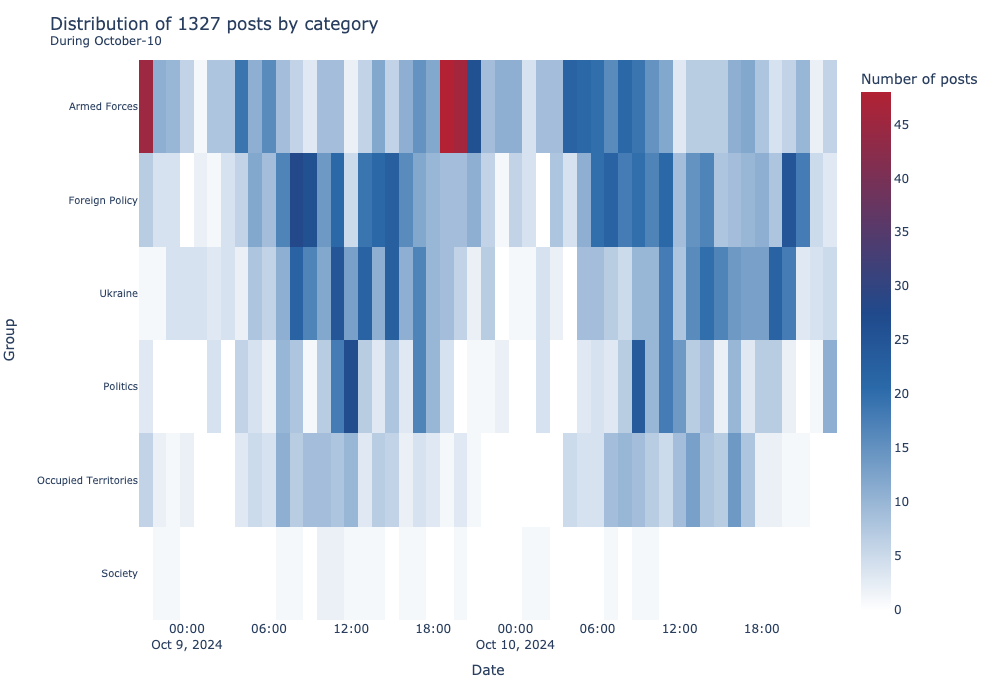 Distribution of 1327 posts by category
During October-10
Number of posts
Armed Forces
Foreign Policy
Ukraine
Politics
Occupied Territories
Society
Group
45
40
35
30
25
20
15
10
5
0
00:00 06:00 12:00 18:00 00:00 06:00 12:00 18:00
Oct 9, 2024 Oct 10, 2024
Date